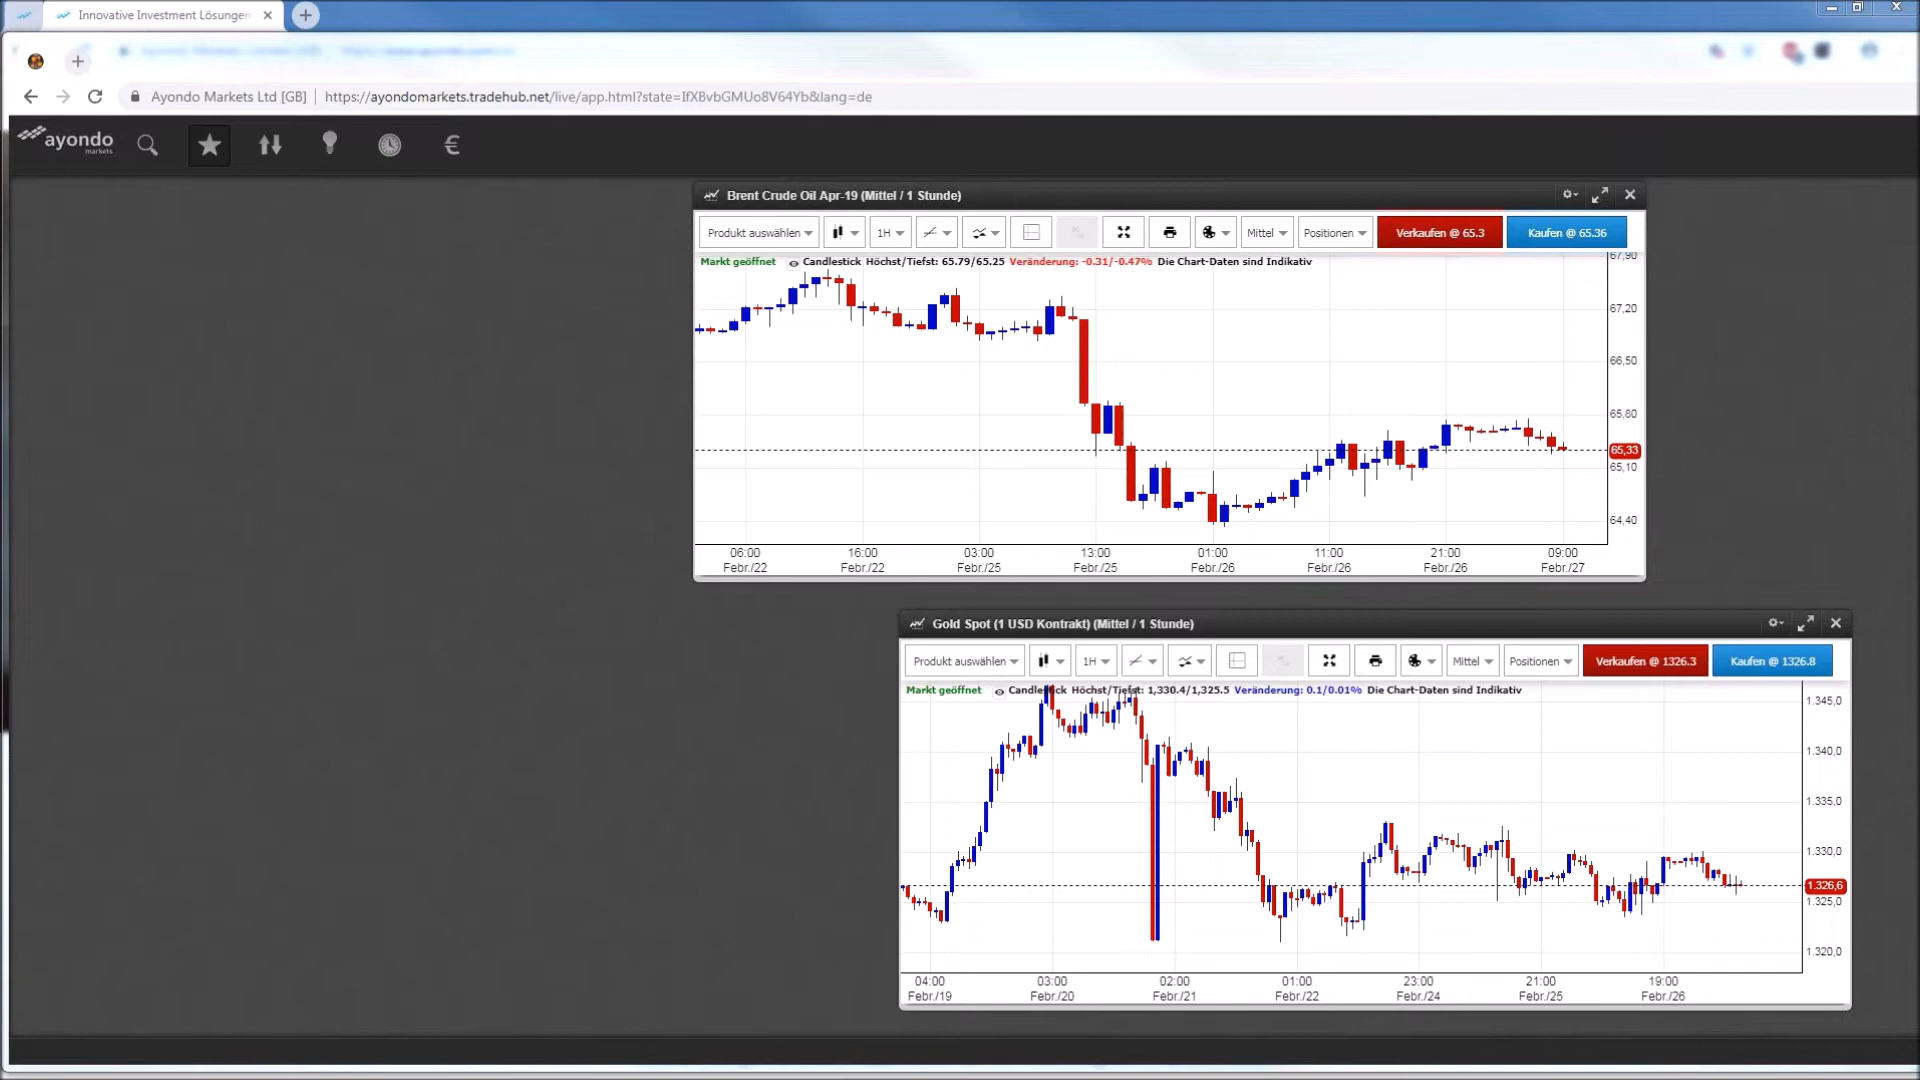 Innovative Investment Lösungen
Ayondo Markets Ltd [GB] https://ayondomarkets.tradehub.net/live/app.html?state=IfXBvbGMUo8V64Yb&lang=de
ayondo
markets
Brent Crude Oil Apr-19 (Mittel / 1 Stunde)
Produkt auswählen 1H Mittel Positionen Verkaufen @ 65.3 Kaufen @ 65.36
Markt geöffnet Candlestick Höchst/Tiefst: 65.79/65.25 Veränderung: -0.31/-0.47% Die Chart-Daten sind Indikativ
67,90
67,20
66,50
65,80
65,33
65,10
64,40
06:00 16:00 03:00 13:00 01:00 11:00 21:00 09:00
Febr./22 Febr./22 Febr./25 Febr./25 Febr./26 Febr./26 Febr./26 Febr./27
Gold Spot (1 USD Kontrakt) (Mittel / 1 Stunde)
Produkt auswählen 1H Mittel Positionen Verkaufen @ 1326.3 Kaufen @ 1326.8
Markt geöffnet Candlestick Höchst/Tiefst: 1,330.4/1,325.5 Veränderung: 0.1/0.01% Die Chart-Daten sind Indikativ
1.345,0
1.340,0
1.335,0
1.330,0
1.326,6
1.325,0
1.320,0
04:00 03:00 02:00 01:00 23:00 21:00 19:00
Febr./19 Febr./20 Febr./21 Febr./22 Febr./24 Febr./25 Febr./26